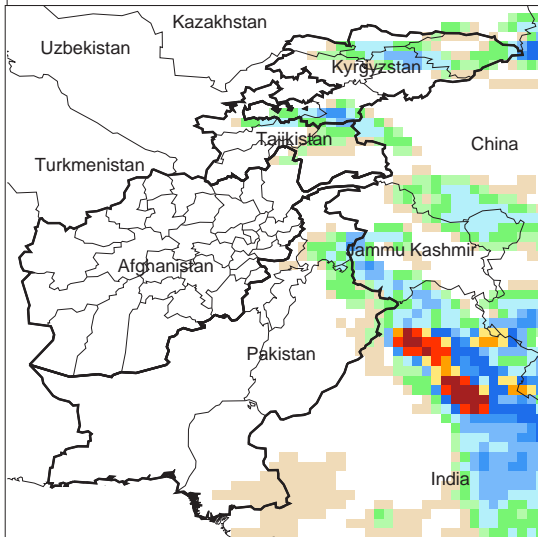 Kazakhstan
Uzbekistan
Kyrgyzstan
Tajikistan
China
Turkmenistan
Jammu Kashmir
Afghanistan
Pakistan
India